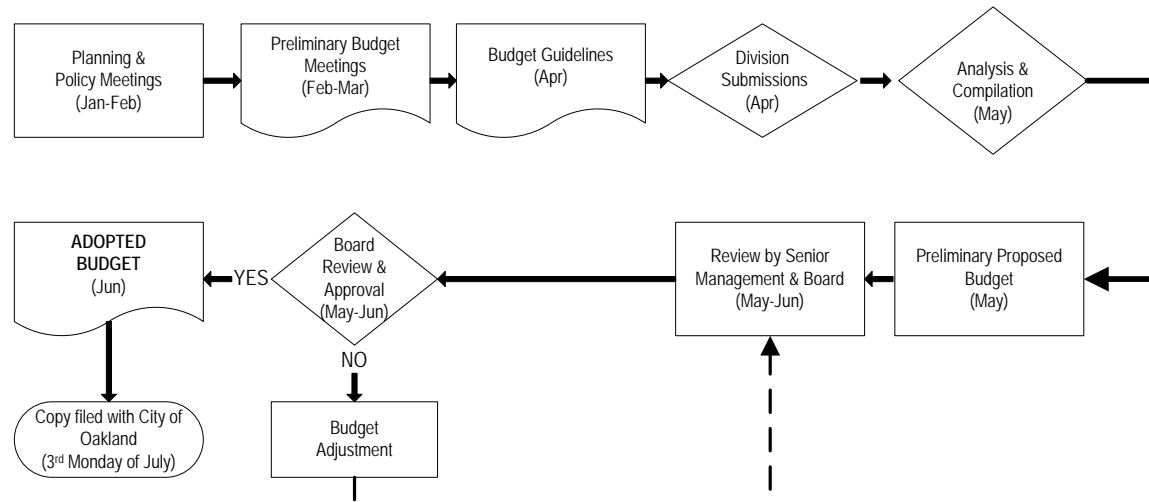 Planning &
Policy Meetings
(Jan-Feb)
Preliminary Budget
Meetings
(Feb-Mar)
Budget Guidelines
(Apr)
Division
Submissions
(Apr)
Analysis &
Compilation
(May)
ADOPTED
BUDGET
(Jun)
YES
Board
Review &
Approval
(May-Jun)
Review by Senior
Management & Board
(May-Jun)
Preliminary Proposed
Budget
(May)
NO
Copy filed with City of
Oakland
(3rd Monday of July)
Budget
Adjustment